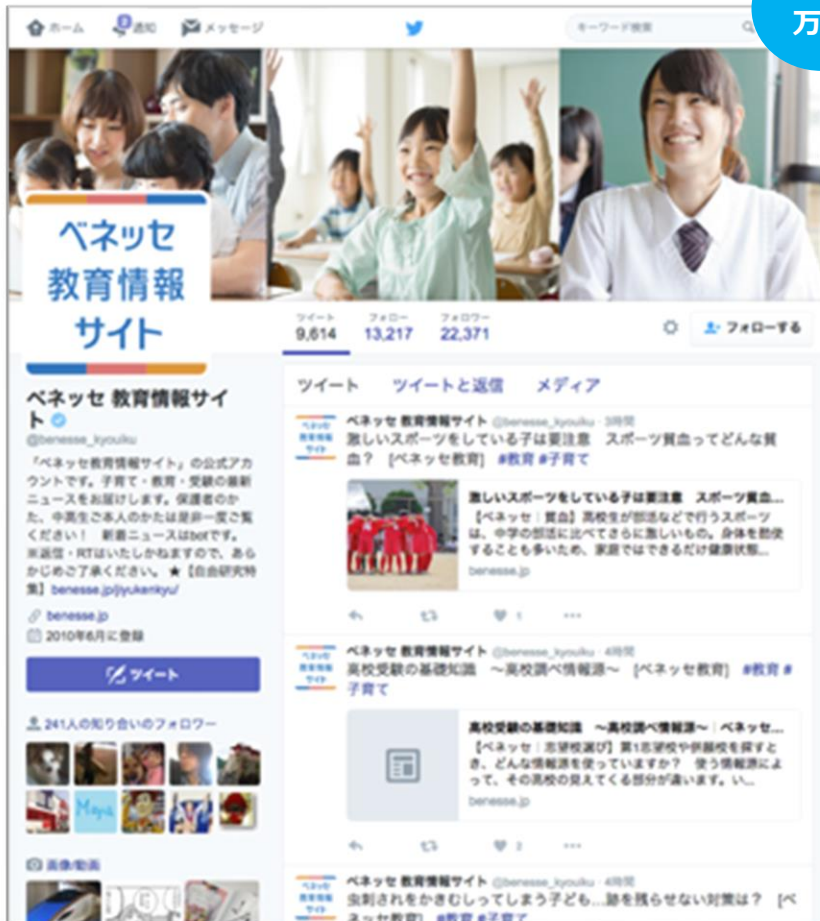 ホーム
通知
メッセージ
キーワード検索
万
ベネッセ
教育情報
サイト
ツイート
9,614
フォロー
13,217
フォロワー
22,371
フォローする
ベネッセ 教育情報サイ
ト
@benesse_kyouiku
「ベネッセ教育情報サイト」の公式アカ
ウントです。子育て・教育・受験の最新
ニュースをお届けします。保護者のか
た、中高生ご本人のかたは是非一度ご覧
ください！ 新着ニュースはbotです。
※返信・RTはいたしかねますので、あら
かじめご了承ください。 ★【自由研究特
集】benesse.jp/jiyukenkyu/
benesse.jp
2010年6月に登録
ツイート
241人の知り合いのフォロワー
Maya
画像/動画
ツイート
ツイートと返信
メディア
ベネッセ 教育情報サイト @benesse_kyouiku · 3時間
激しいスポーツをしている子は要注意 スポーツ貧血ってどんな貧
血？ [ベネッセ教育] #教育 #子育て
激しいスポーツをしている子は要注意 スポーツ貧血...
【ベネッセ｜貧血】高校生が部活などで行うスポーツ
は、中学の部活に比べてさらに激しいもの。身体を酷使
することも多いため、家庭ではできるだけ健康状態...
benesse.jp
1
ベネッセ 教育情報サイト @benesse_kyouiku · 4時間
高校受験の基礎知識 ～高校調べ情報源～ [ベネッセ教育] #教育 #
子育て
高校受験の基礎知識 ～高校調べ情報源～｜ベネッセ...
【ベネッセ｜志望校選び】第1志望校や併願校を探すと
き、どんな情報源を使っていますか？ 使う情報源によ
って、その高校の見えてくる部分が違います。い...
benesse.jp
2
ベネッセ 教育情報サイト @benesse_kyouiku · 4時間
虫刺されをかきむしってしまう子ども...跡を残らせない対策は？ [ベ
ネッセ教育] #教育 #子育て